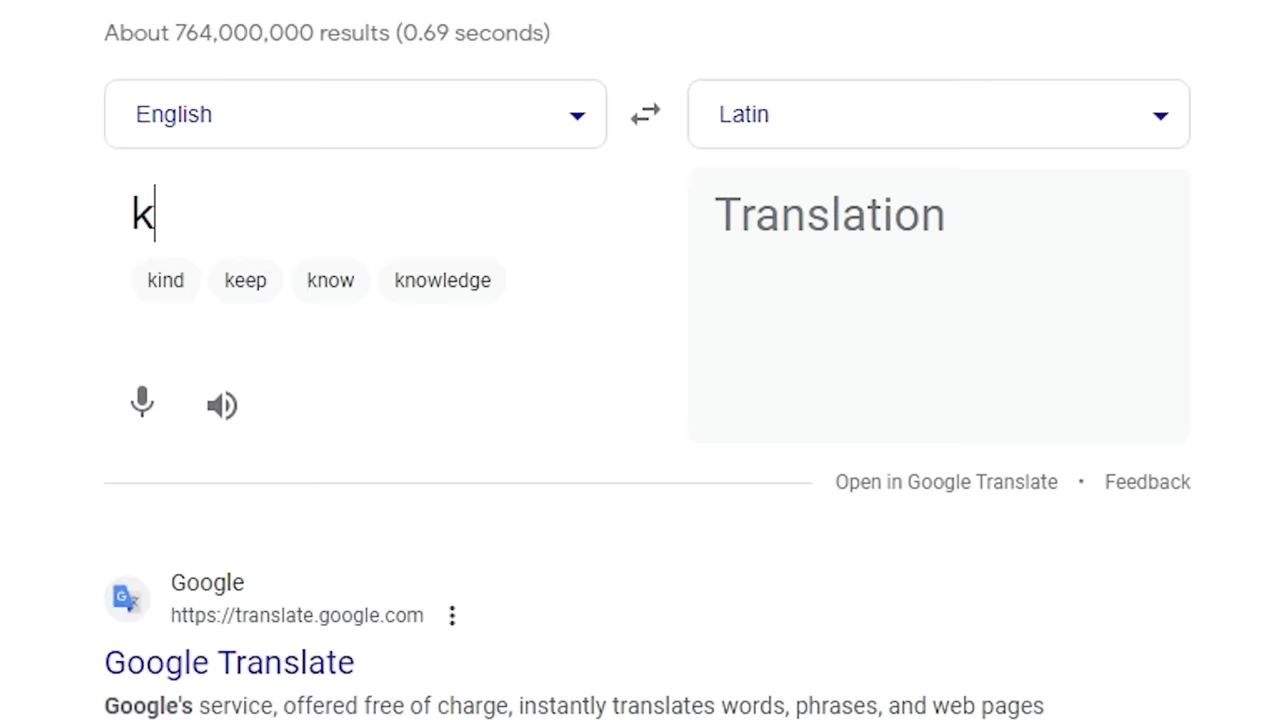 About 764,000,000 results (0.69 seconds)
English
Latin
k
Translation
kind keep know knowledge
Open in Google Translate • Feedback
Google
https://translate.google.com
Google Translate
Google's service, offered free of charge, instantly translates words, phrases, and web pages